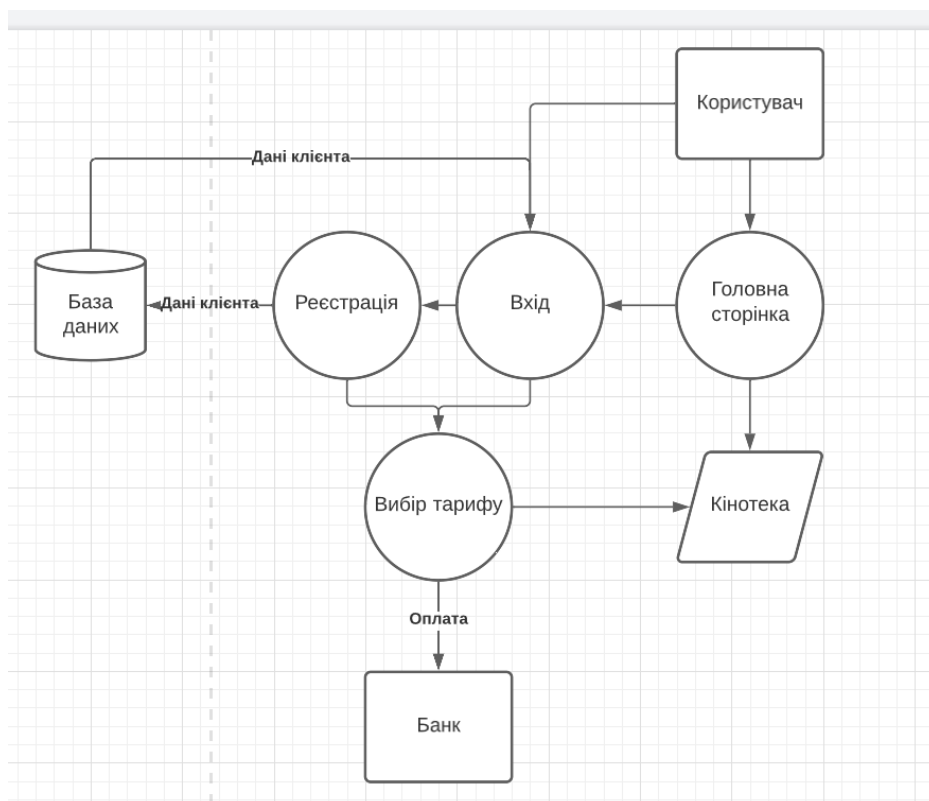 Користувач
Дані клієнта
База
даних
Дані клієнта
Реєстрація
Вхід
Головна
сторінка
Вибір тарифу
Кінотека
Оплата
Банк